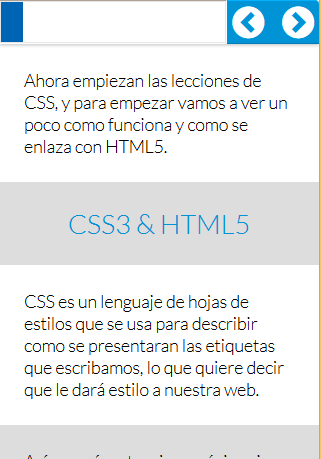 Ahora empiezan las lecciones de
CSS, y para empezar vamos a ver un
poco como funciona y como se
enlaza con HTML5.
CSS3 & HTML5
CSS es un lenguaje de hojas de
estilos que se usa para describir
como se presentaran las etiquetas
que escribamos, lo que quiere decir
que le dará estilo a nuestra web.